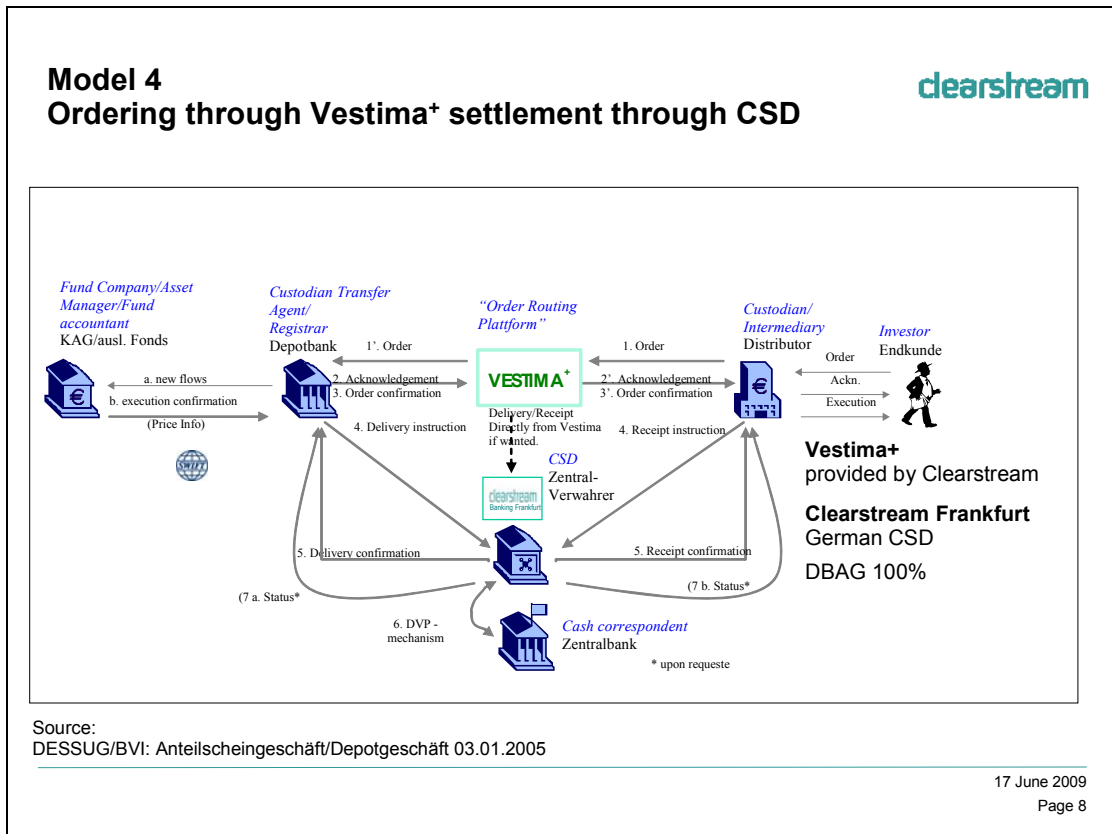 Model 4
Ordering through Vestima+ settlement through CSD
clearstream
Fund Company/Asset
Manager/Fund
accountant
KAG/ausl. Fonds
Custodian Transfer
Agent/
Registrar
Depotbank
“Order Routing
Plattform”
Custodian/
Intermediary
Distributor
Investor
Endkunde
1’. Order
1. Order
Order
Ackn.
Execution
VESTIMA+
a. new flows
b. execution confirmation
(Price Info)
2. Acknowledgement
3. Order confirmation
2’. Acknowledgement
3’. Order confirmation
SWIFT
4. Delivery instruction
Delivery/Receipt
Directly from Vestima
if wanted.
4. Receipt instruction
Vestima+
provided by Clearstream
Clearstream Frankfurt
German CSD
DBAG 100%
CSD
Zentral-
Verwahrer
clearstream
Banking Frankfurt
5. Delivery confirmation
5. Receipt confirmation
(7 a. Status*
(7 b. Status*
6. DVP -
mechanism
Cash correspondent
Zentralbank
* upon requeste
Source:
DESSUG/BVI: Anteilscheingeschäft/Depotgeschäft 03.01.2005
17 June 2009
Page 8